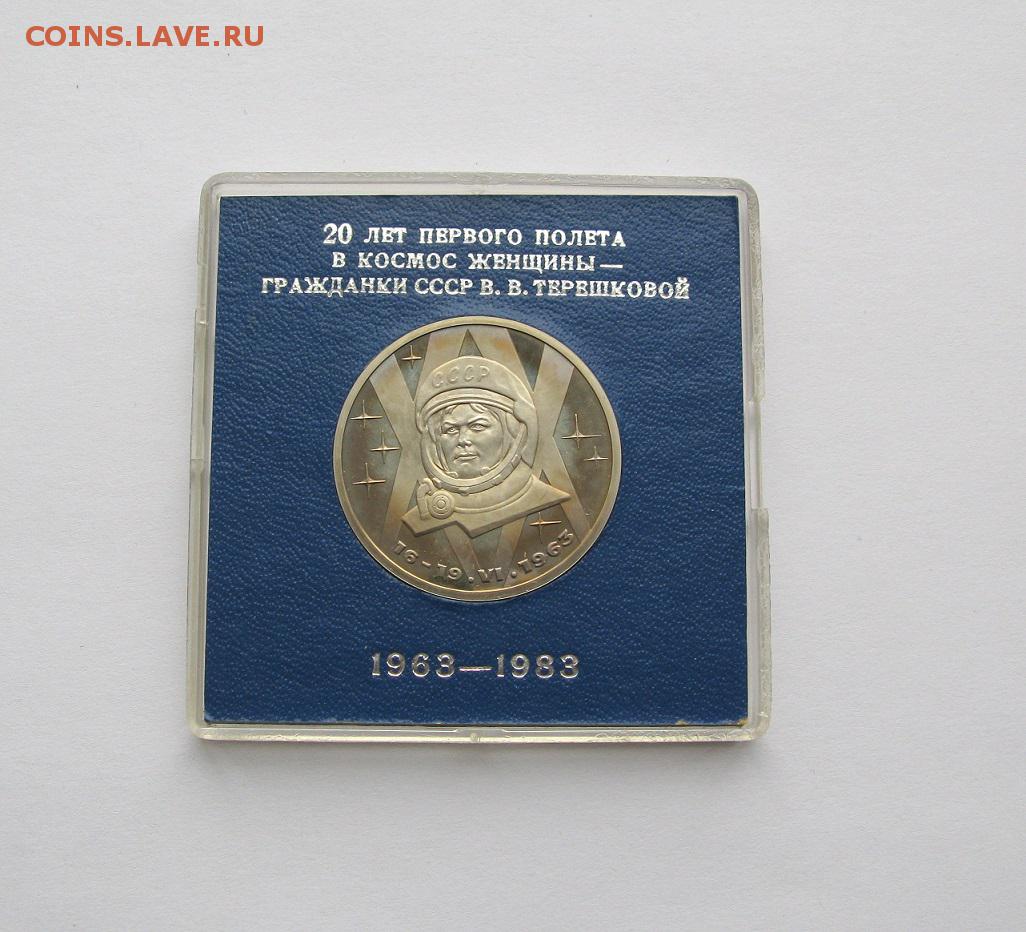 COINS.LAVE.RU
20 ЛЕТ ПЕРВОГО ПОЛЕТА
В КОСМОС ЖЕНЩИНЫ—
ГРАЖДАНКИ СССР В. В. ТЕРЕШКОВОЙ
СССР
16-19.VI.1963
1963—1983